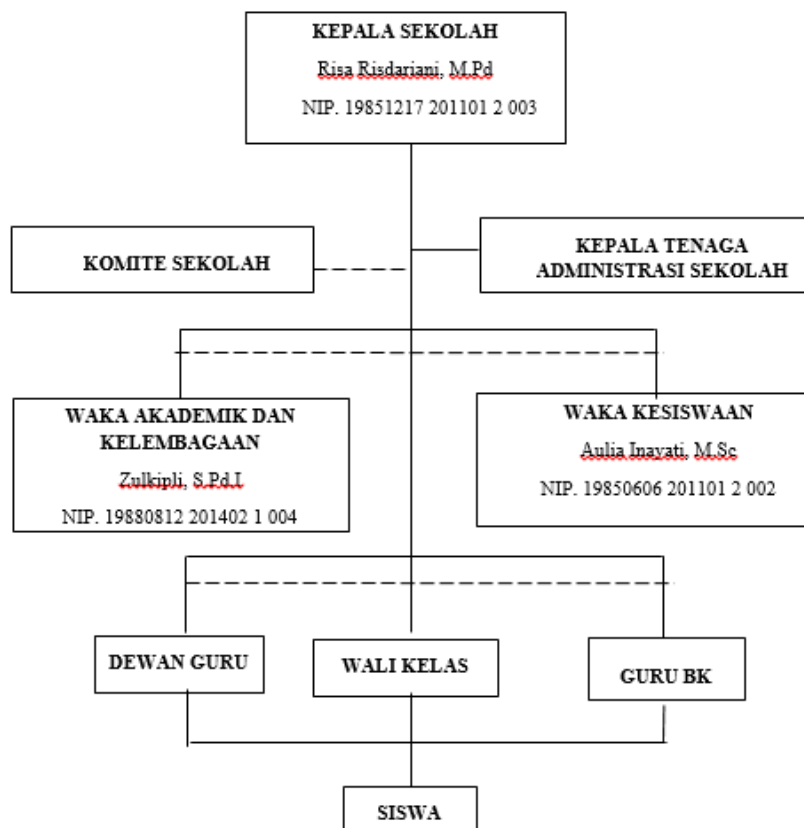 KEPALA SEKOLAH
Risa Risdariani, M.Pd
NIP. 19851217 201101 2 003
KOMITE SEKOLAH
KEPALA TENAGA
ADMINISTRASI SEKOLAH
WAKA AKADEMIK DAN
KELEMBAGAAN
Zulkipli, S.Pd.I
NIP. 19880812 201402 1 004
WAKA KESISWAAN
Aulia Inayati, M.Sc
NIP. 19850606 201101 2 002
DEWAN GURU
WALI KELAS
GURU BK
SISWA